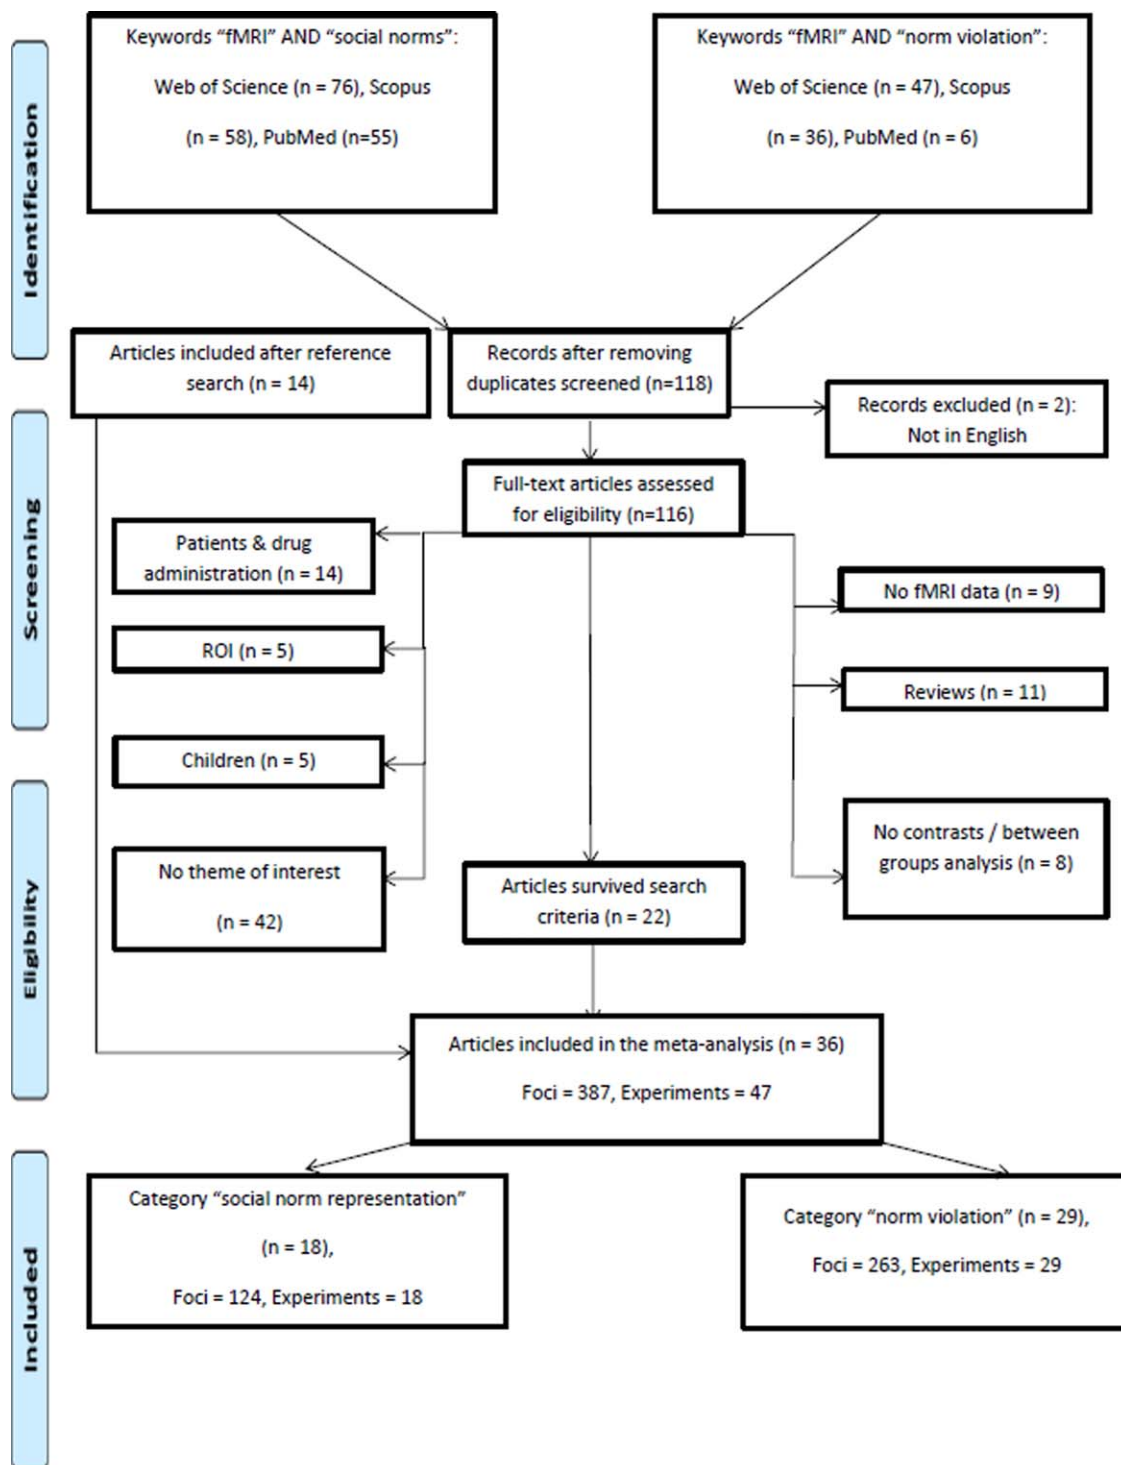 Identification
Screening
Eligibility
Included
Keywords “fMRI” AND “social norms”:
Web of Science (n = 76), Scopus
(n = 58), PubMed (n=55)
Keywords “fMRI” AND “norm violation”:
Web of Science (n = 47), Scopus
(n = 36), PubMed (n = 6)
Articles included after reference
search (n = 14)
Records after removing
duplicates screened (n=118)
Records excluded (n = 2):
Not in English
Full-text articles assessed
for eligibility (n=116)
Patients & drug
administration (n = 14)
ROI (n = 5)
Children (n = 5)
No theme of interest
(n = 42)
No fMRI data (n = 9)
Reviews (n = 11)
No contrasts / between
groups analysis (n = 8)
Articles survived search
criteria (n = 22)
Articles included in the meta-analysis (n = 36)
Foci = 387, Experiments = 47
Category “social norm representation”
(n = 18),
Foci = 124, Experiments = 18
Category “norm violation” (n = 29),
Foci = 263, Experiments = 29